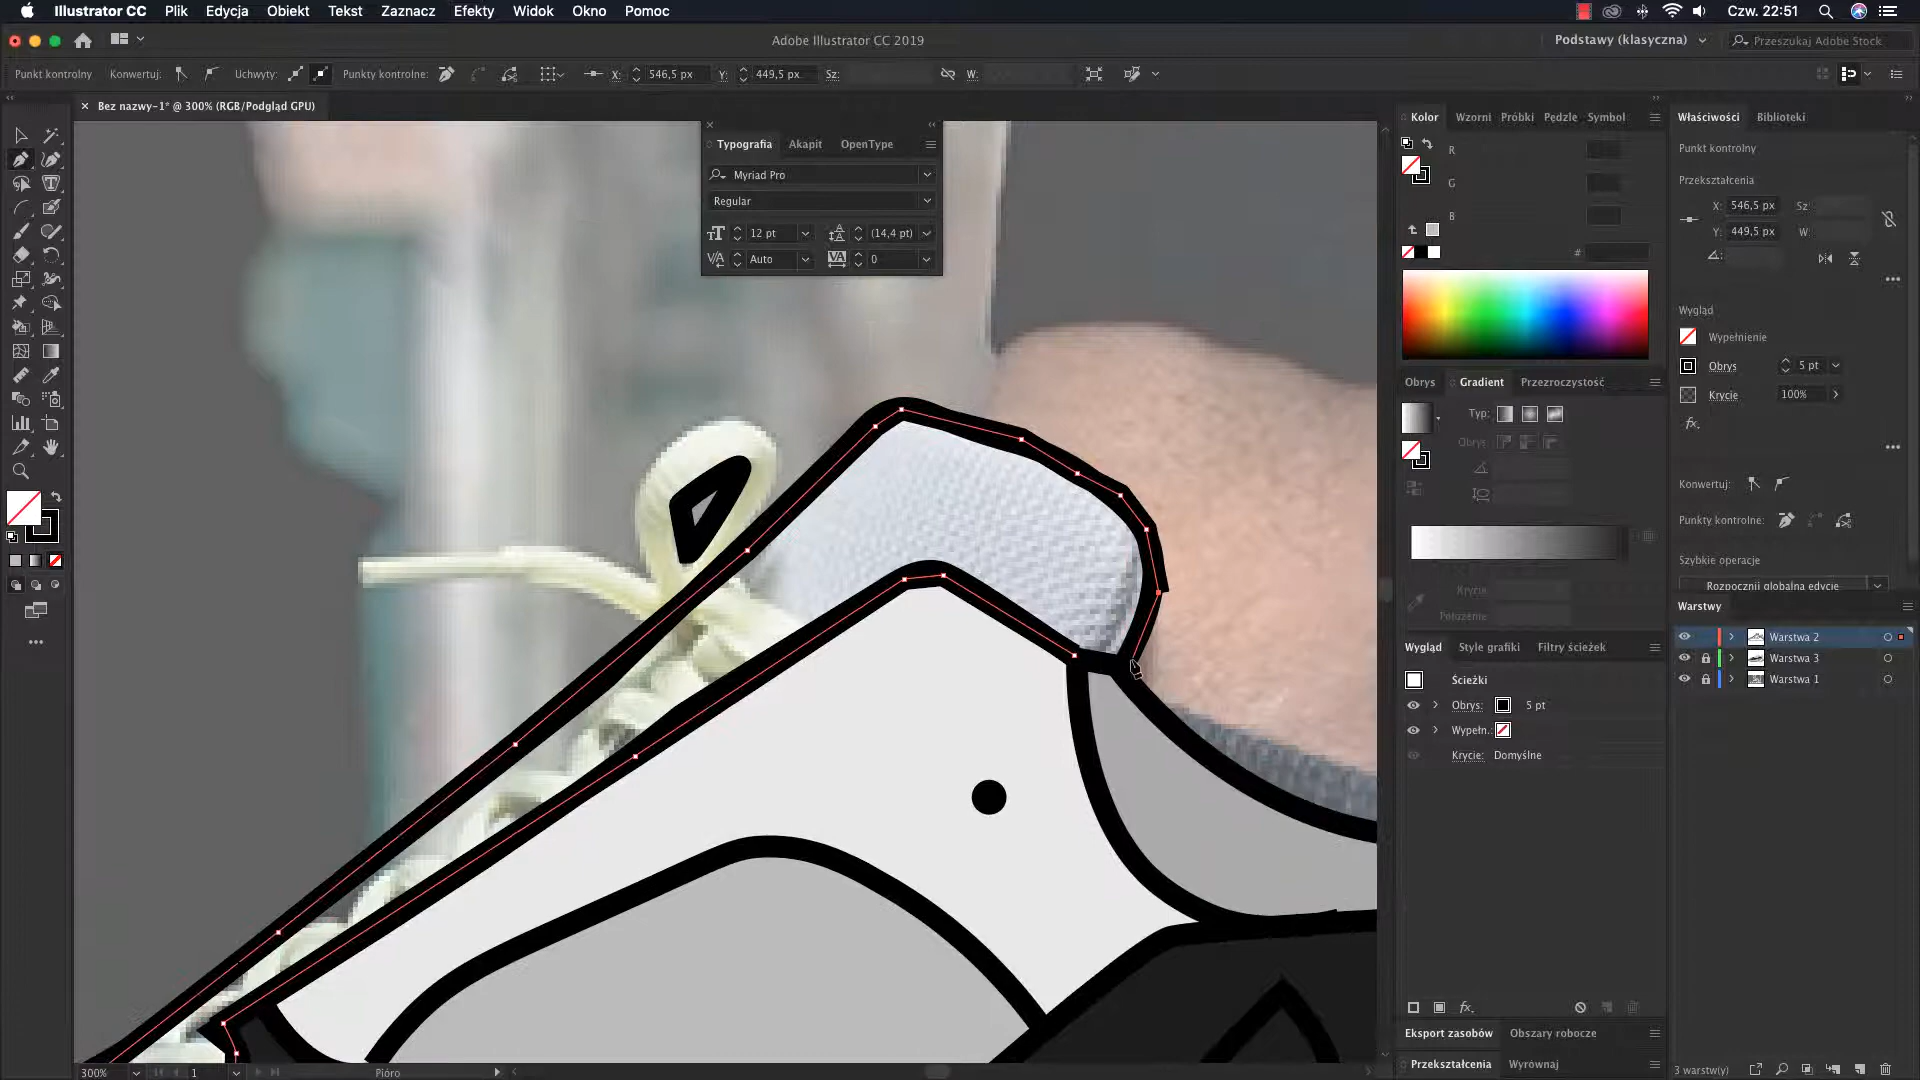 Illustrator CC Plik Edycja Obiekt Tekst Zaznacz Efekty Widok Okno Pomoc Czw. 22:51
Adobe Illustrator CC 2019 Podstawy (klasyczna) Przeszukaj Adobe Stock
Punkt kontrolny Konwertuj: Uchwyty: Punkty kontrolne: X: 546,5 px Y: 449,5 px Sz: W:
Bez nazwy-1* @ 300% (RGB/Podgląd GPU)
Typografia Akapit OpenType
Myriad Pro
Regular
12 pt (14,4 pt)
Auto 0
Kolor Wzorni Próbki Pędzle Symbol
R
G
B
#
Obrys Gradient Przezroczystość
Typ:
Obrys:
Krycie
Położenie:
Wygląd Style grafiki Filtry ścieżek
Ścieżki
Obrys: 5 pt
Wypełn.:
Krycie: Domyślne
Eksport zasobów Obszary robocze
Przekształcenia Wyrównaj
Właściwości Biblioteki
Punkt kontrolny
Przekształcenia
X: 546,5 px Sz:
Y: 449,5 px W:
Wygląd
Wypełnienie
Obrys 5 pt
Krycie 100%
fx.
Konwertuj:
Punkty kontrolne:
Szybkie operacje
Rozpocznij globalną edycję
Warstwy
Warstwa 2
Warstwa 3
Warstwa 1
3 warstw(y)
300% 1 Pióro